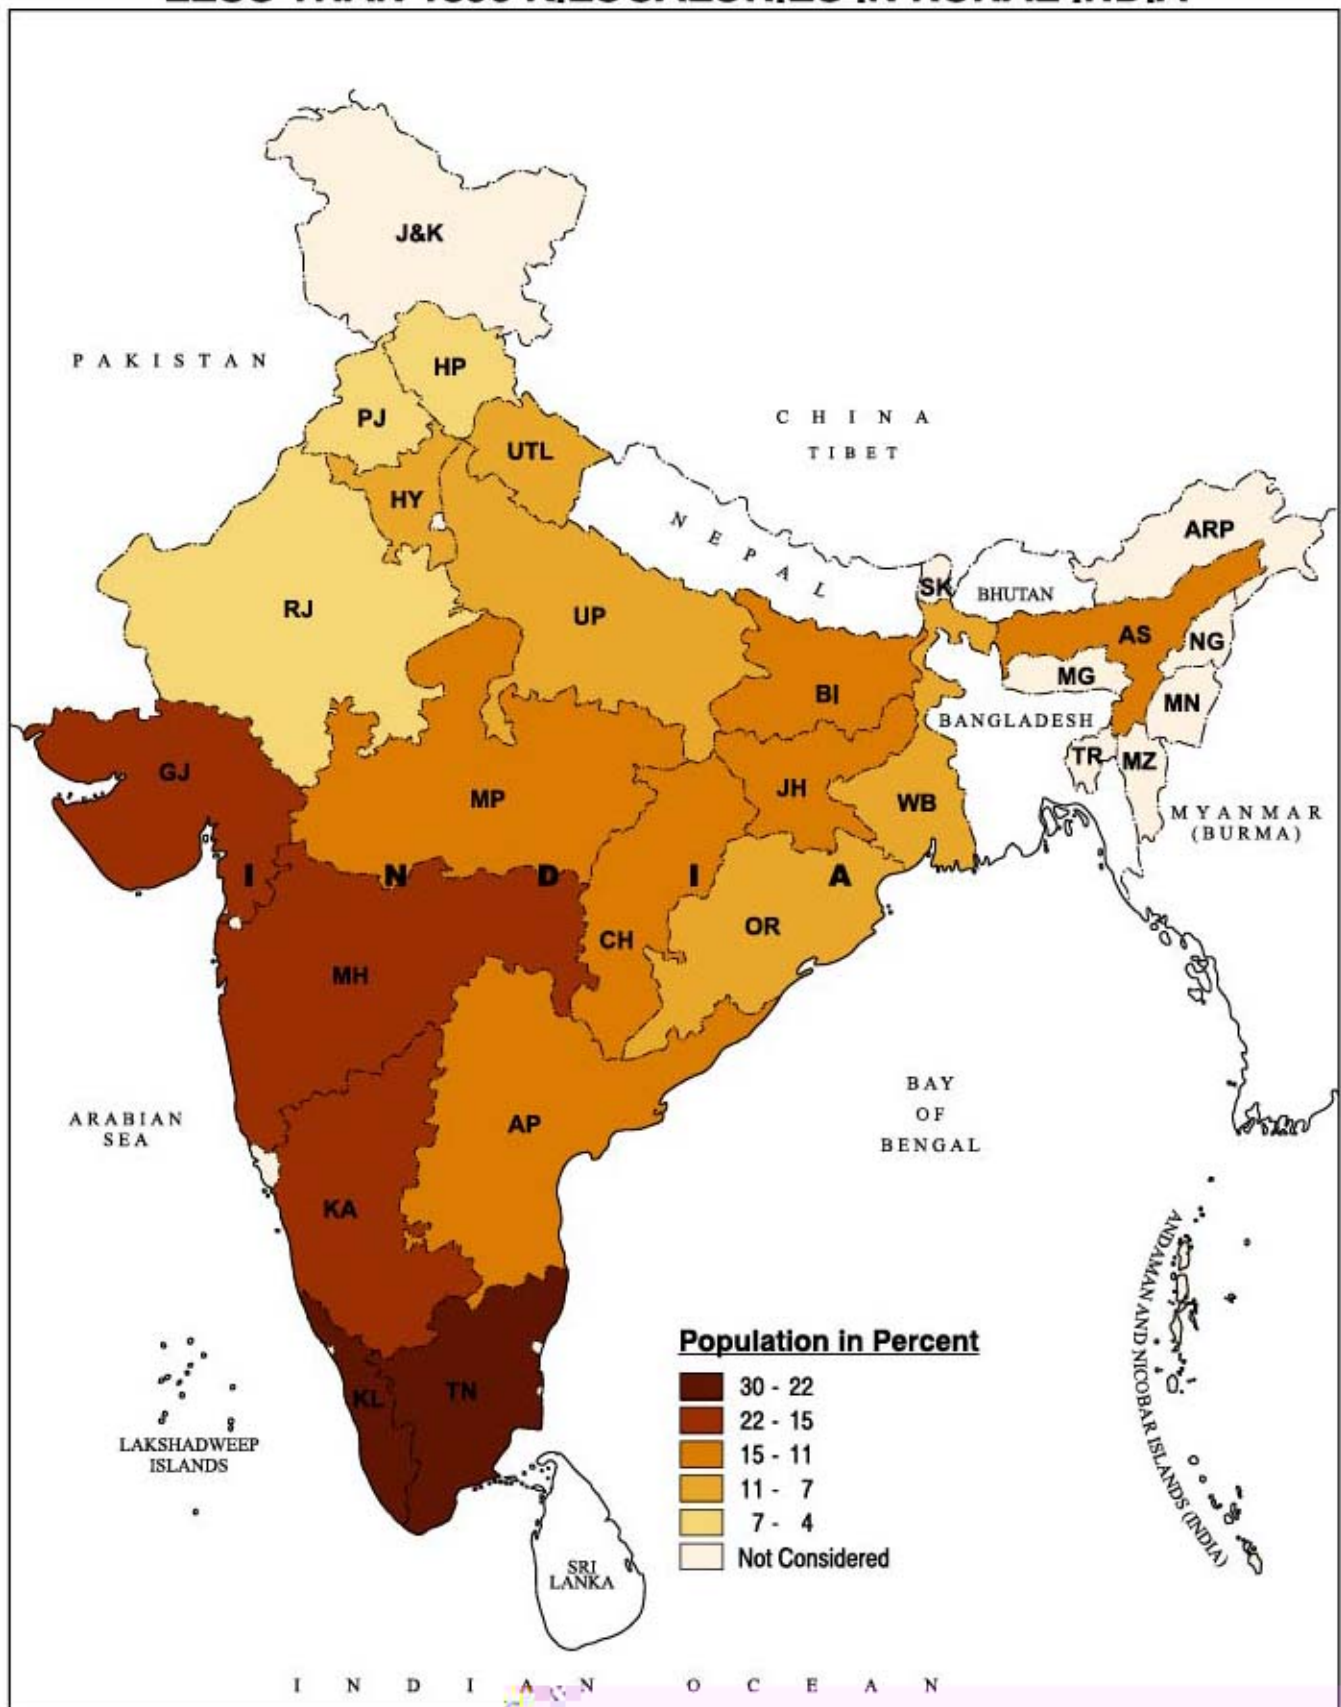 J&K
HP
PAKISTAN
PJ
CHINA
TIBET
UTL
HY
NEPAL
ARP
SK
BHUTAN
RJ
UP
AS
NG
MG
BI
MN
BANGLADESH
GJ
TR
MZ
MP
JH
WB
MYANMAR
(BURMA)
INDIA
OR
CH
MH
BAY
OF
BENGAL
ARABIAN
SEA
AP
KA
ANDAMAN AND NICOBAR ISLANDS (INDIA)
Population in Percent
30 - 22
22 - 15
15 - 11
11 - 7
7 - 4
Not Considered
KL
TN
LAKSHADWEEP
ISLANDS
SRI
LANKA
INDIAN OCEAN